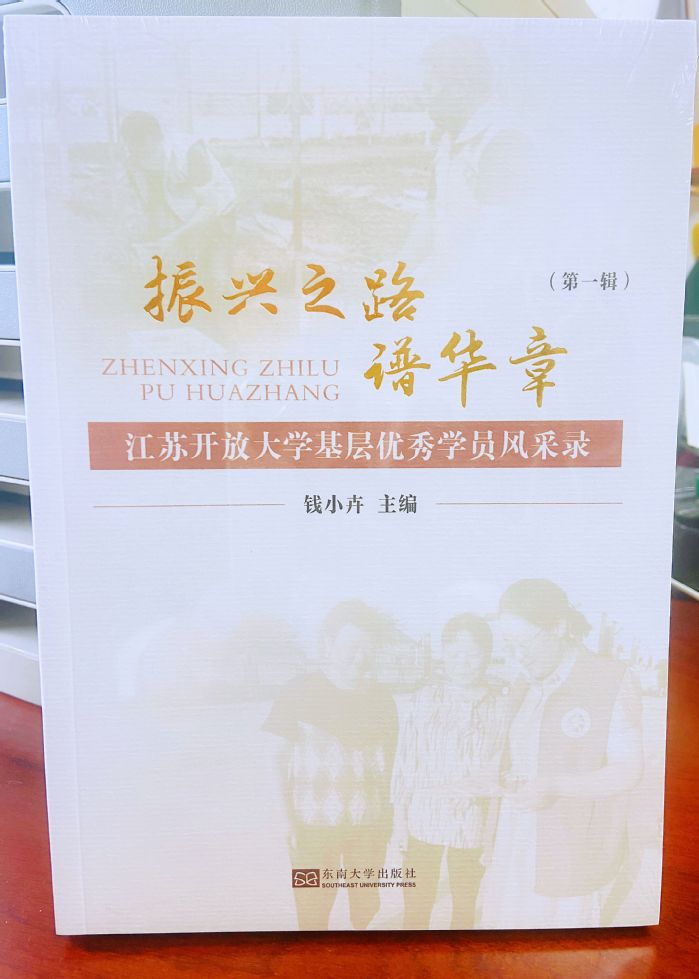 振兴之路
（第一辑）
ZHENXING ZHILU
PU HUAZHANG
谱华章
江苏开放大学基层优秀学员风采录
钱小卉 主编
东南大学出版社
SOUTHEAST UNIVERSITY PRESS